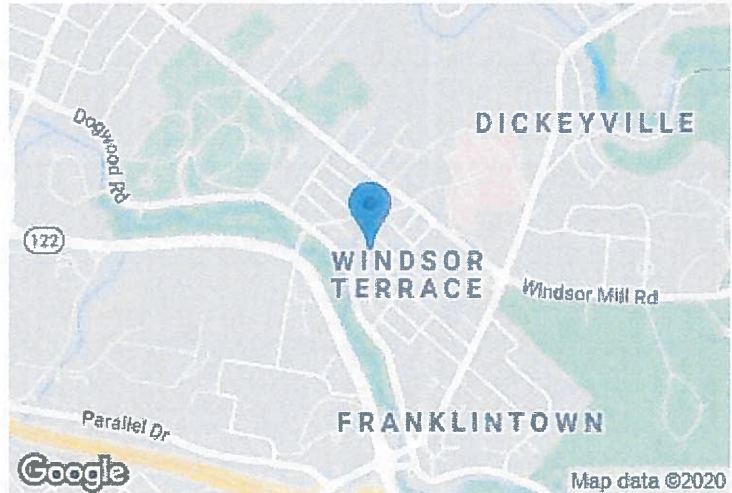 DICKEYVILLE
Dogwood Rd
122
WINDSOR
TERRACE
Windsor Mill Rd
Parallel Dr
FRANKLINTOWN
Google
Map data ©2020